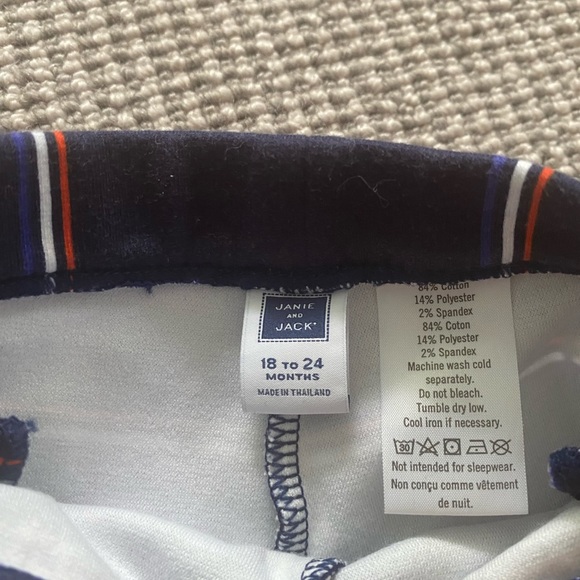 JANIE
AND
JACK®
18 TO 24
MONTHS
MADE IN THAILAND
84% Cotton
14% Polyester
2% Spandex
84% Coton
14% Polyester
2% Spandex
Machine wash cold
separately.
Do not bleach.
Tumble dry low.
Cool iron if necessary.
30
Not intended for sleepwear.
Non conçu comme vêtement
de nuit.